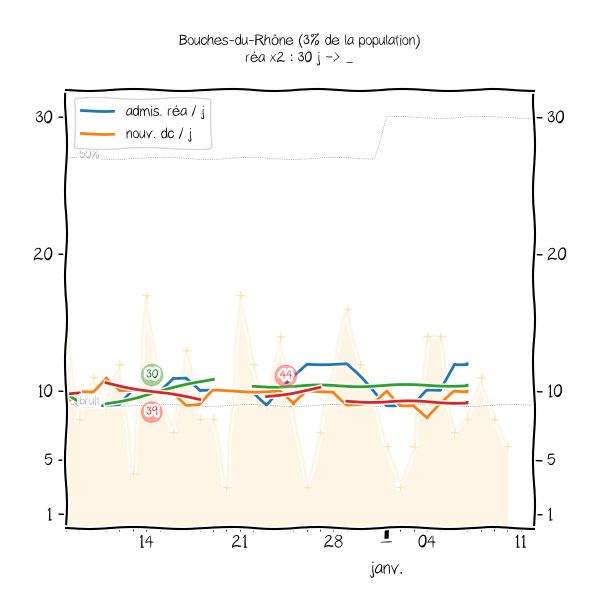 Bouches-du-Rhône (3% de la population)
réa x2 : 30 j -> _
admis. réa / j
nouv. dc / j
50%
30 30
20 20
10 10
5 5
1 1
bruit
30
39
44
14 21 28 04 11
janv.